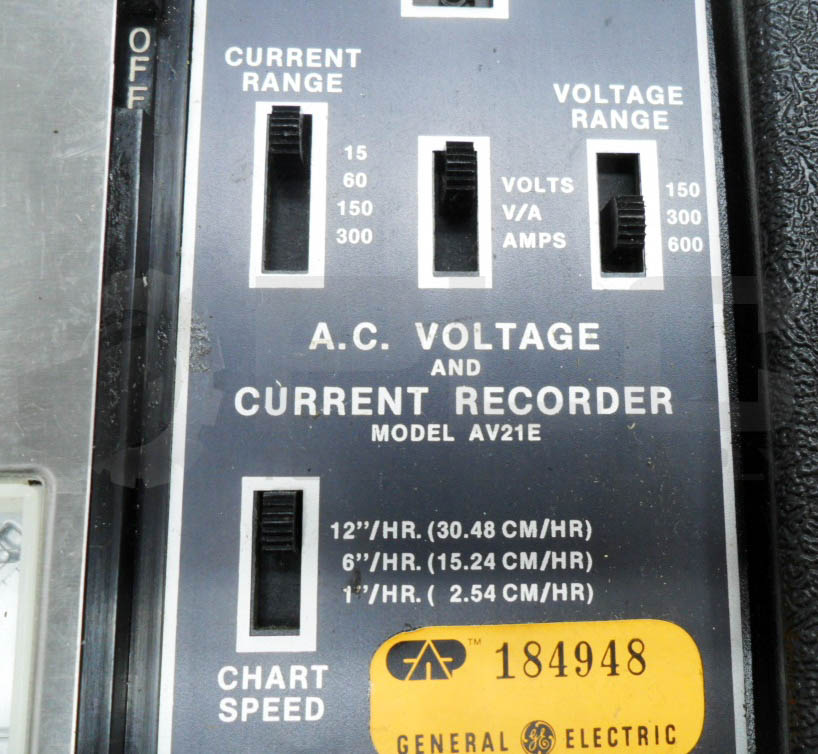 OFF
CURRENT
RANGE
15
60
150
300
VOLTS
V/A
AMPS
VOLTAGE
RANGE
150
300
600
A.C. VOLTAGE
AND
CURRENT RECORDER
MODEL AV21E
12"/HR. (30.48 CM/HR)
6"/HR. (15.24 CM/HR)
1"/HR. ( 2.54 CM/HR)
CHART
SPEED
™ 184948
GENERAL GE ELECTRIC